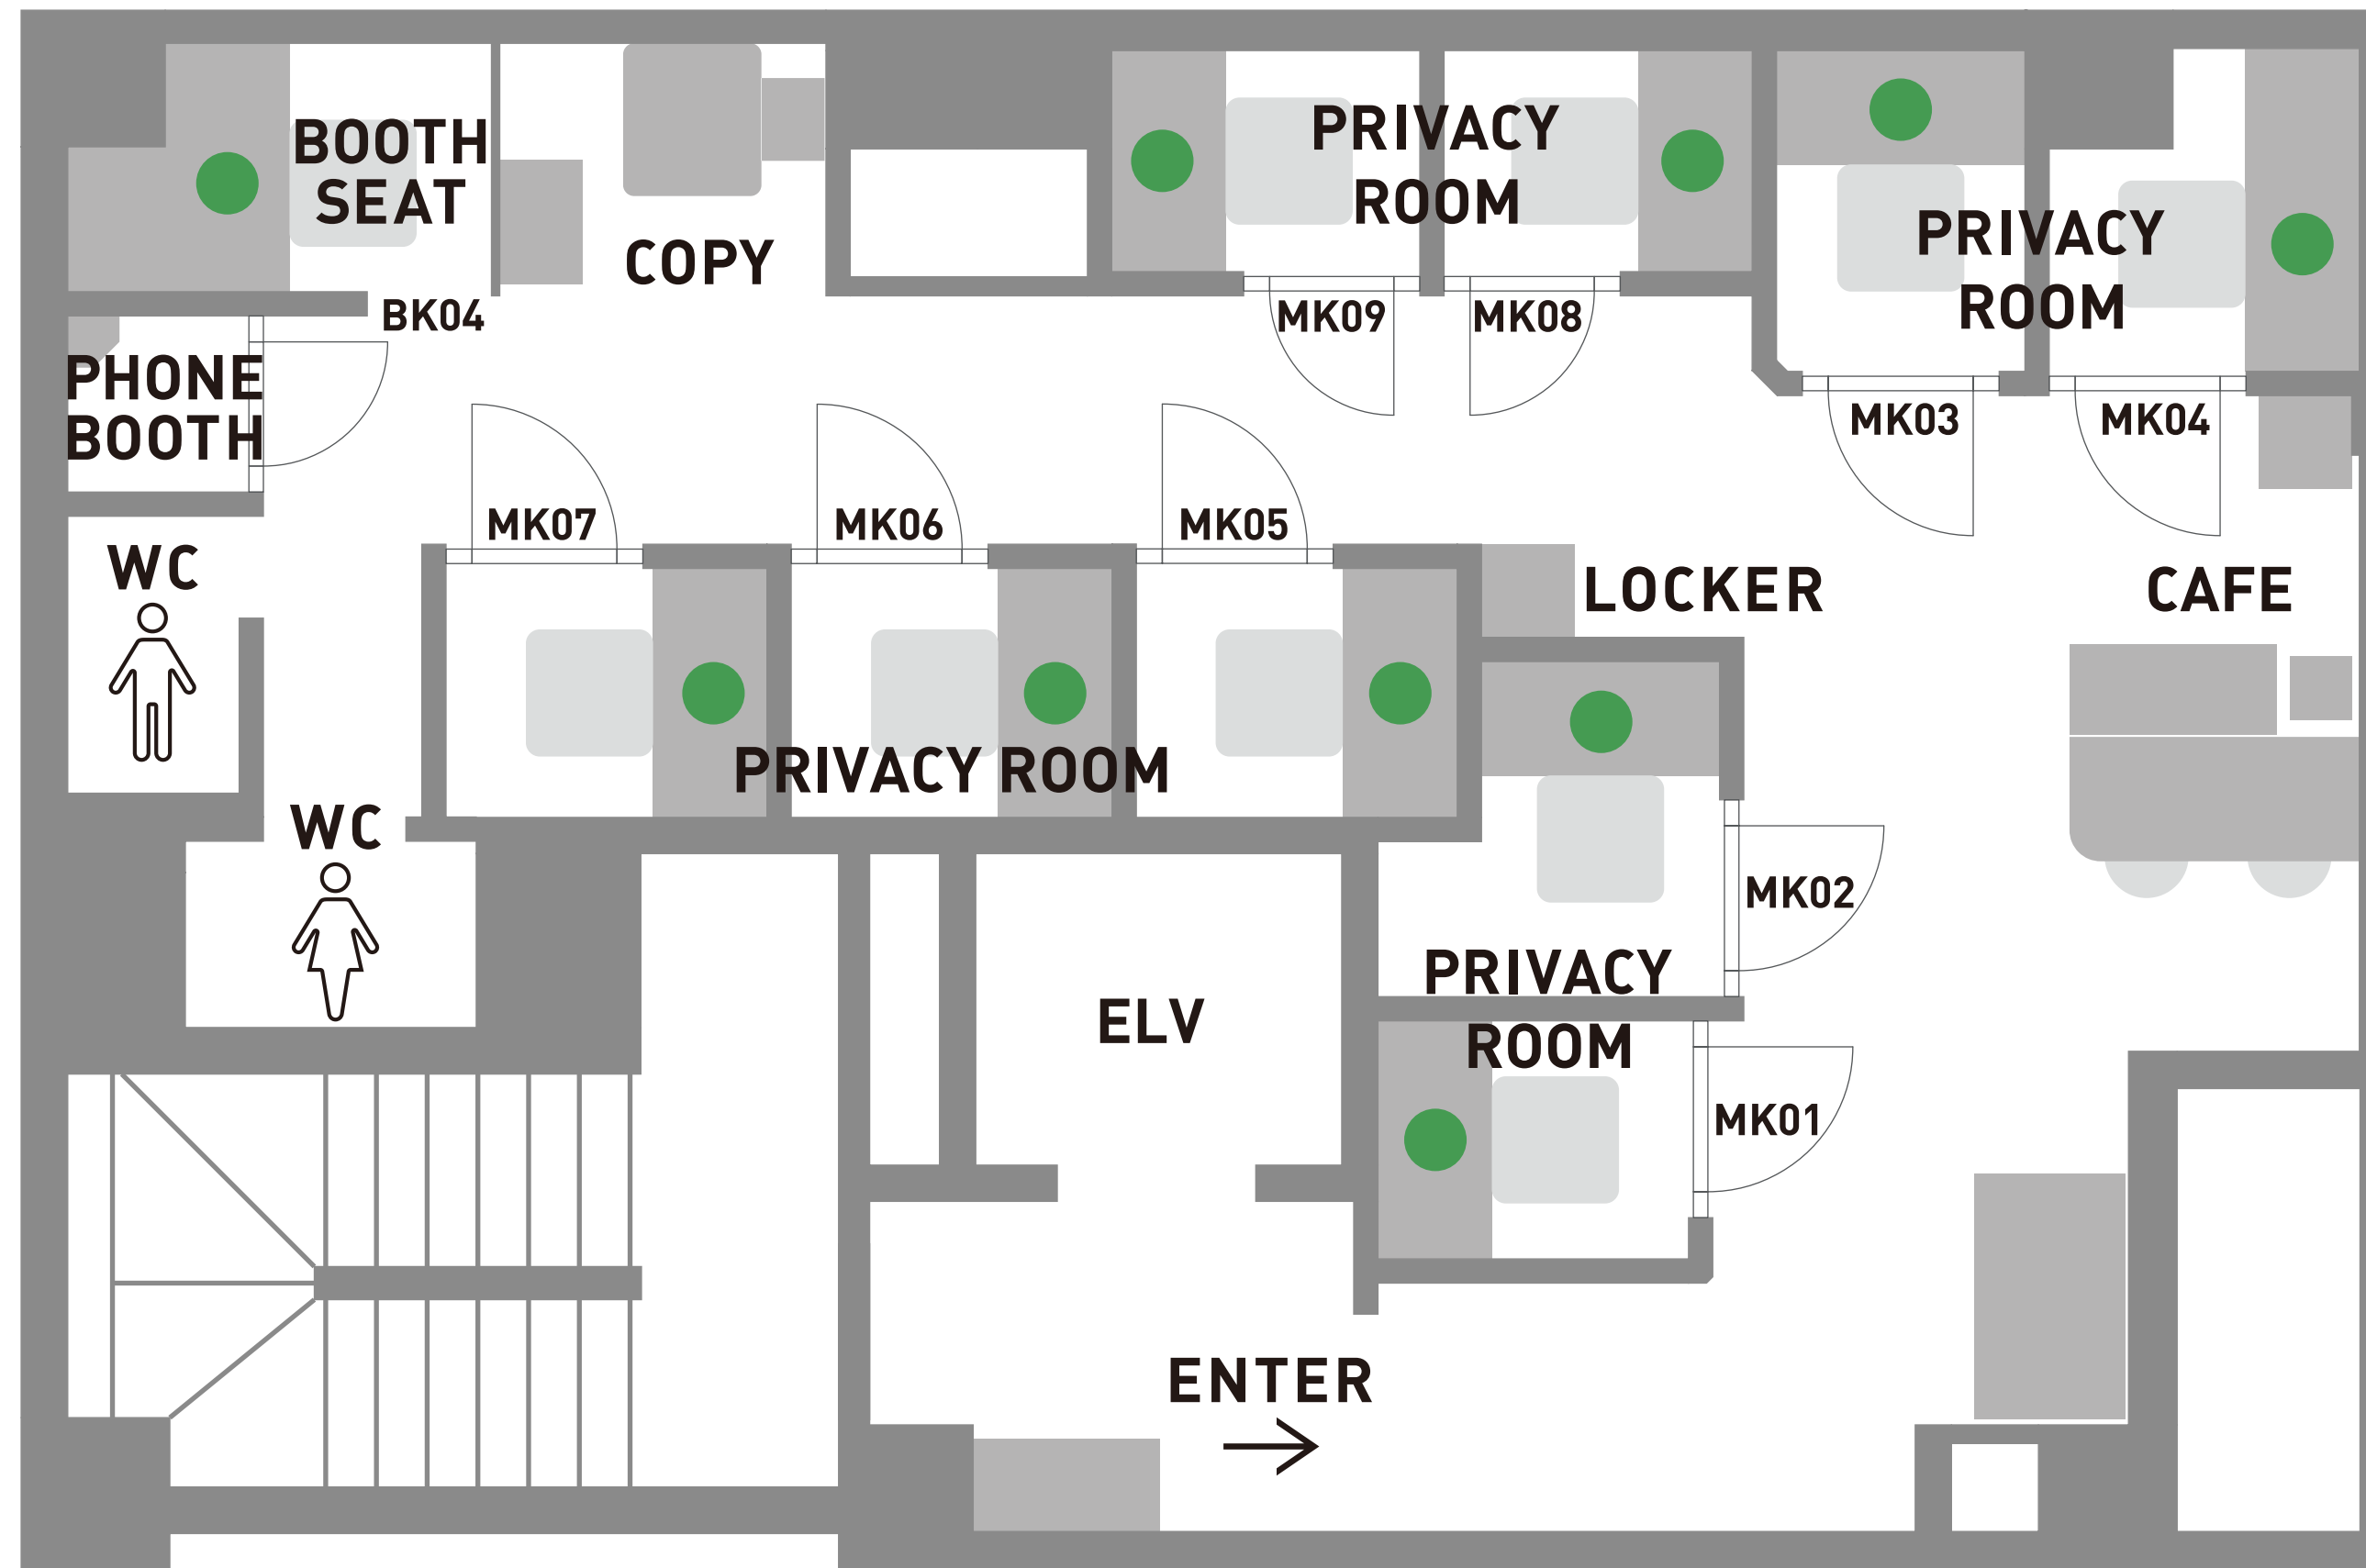 BOOTH
SEAT
COPY
BK04
PHONE
BOOTH
PRIVACY
ROOM
MK09
MK08
PRIVACY
ROOM
MK03
MK04
WC
MK07
MK06
MK05
LOCKER
CAFE
PRIVACY ROOM
WC
MK02
PRIVACY
ROOM
ELV
MK01
ENTER